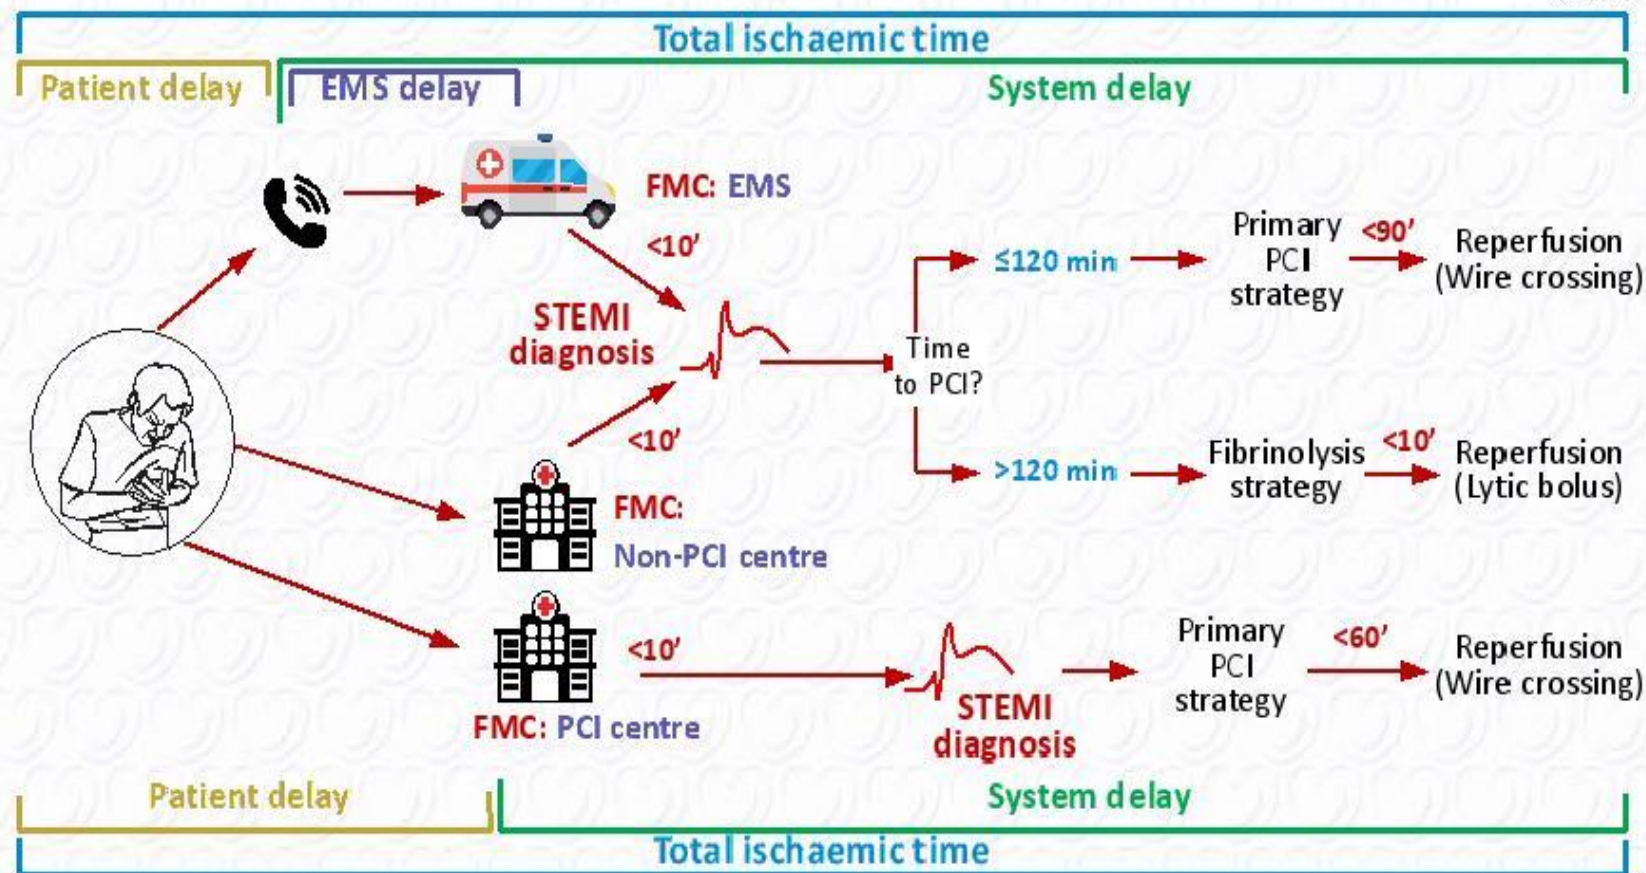 Total ischaemic time
Patient delay
EMS delay
System delay
FMC: EMS
<10'
STEMI
diagnosis
<10'
FMC:
Non-PCI centre
Time
to PCI?
≤120 min
Primary
PCI
strategy
<90'
Reperfusion
(Wire crossing)
>120 min
Fibrinolysis
strategy
<10'
Reperfusion
(Lytic bolus)
<10'
FMC: PCI centre
STEMI
diagnosis
Primary
PCI
strategy
<60'
Reperfusion
(Wire crossing)
Patient delay
System delay
Total ischaemic time